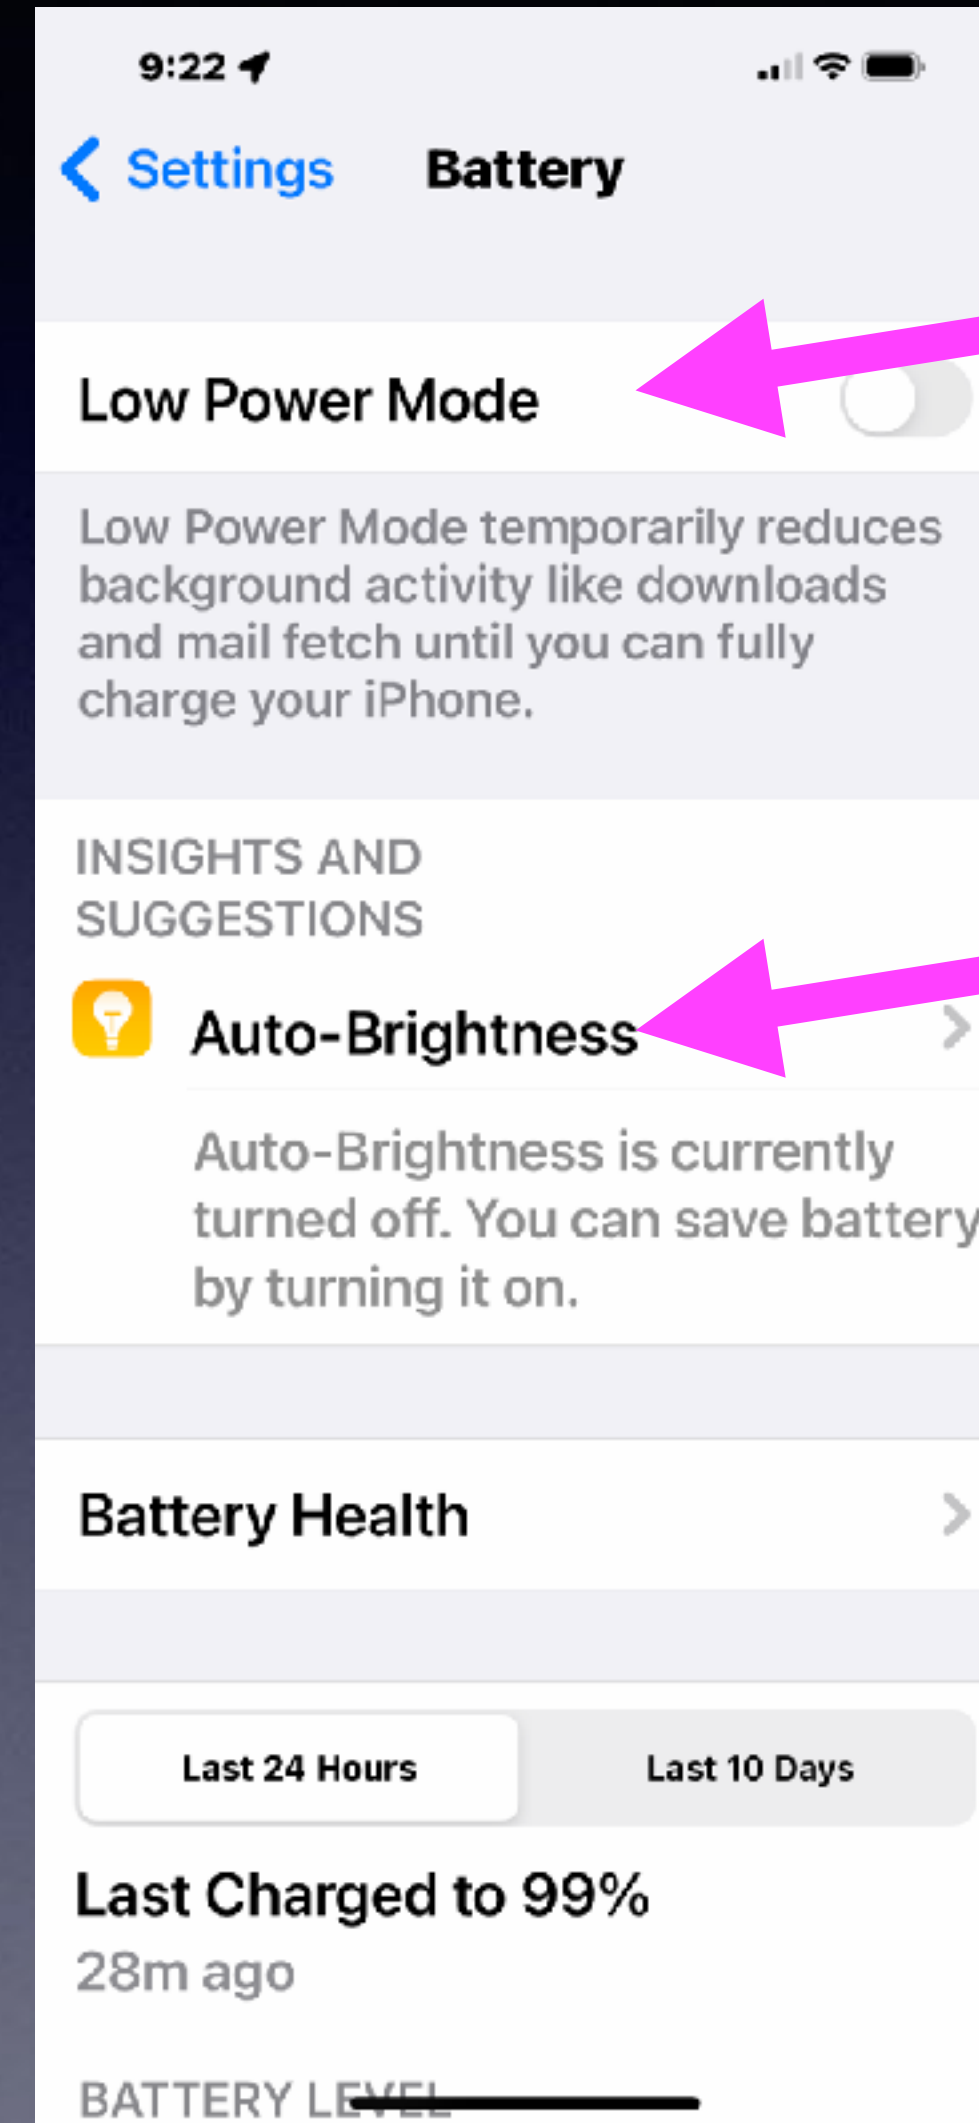 9:22
Settings Battery
Low Power Mode
Low Power Mode temporarily reduces
background activity like downloads
and mail fetch until you can fully
charge your iPhone.
INSIGHTS AND
SUGGESTIONS
Auto-Brightness
Auto-Brightness is currently
turned off. You can save battery
by turning it on.
Battery Health
Last 24 Hours Last 10 Days
Last Charged to 99%
28m ago
BATTERY LEVEL